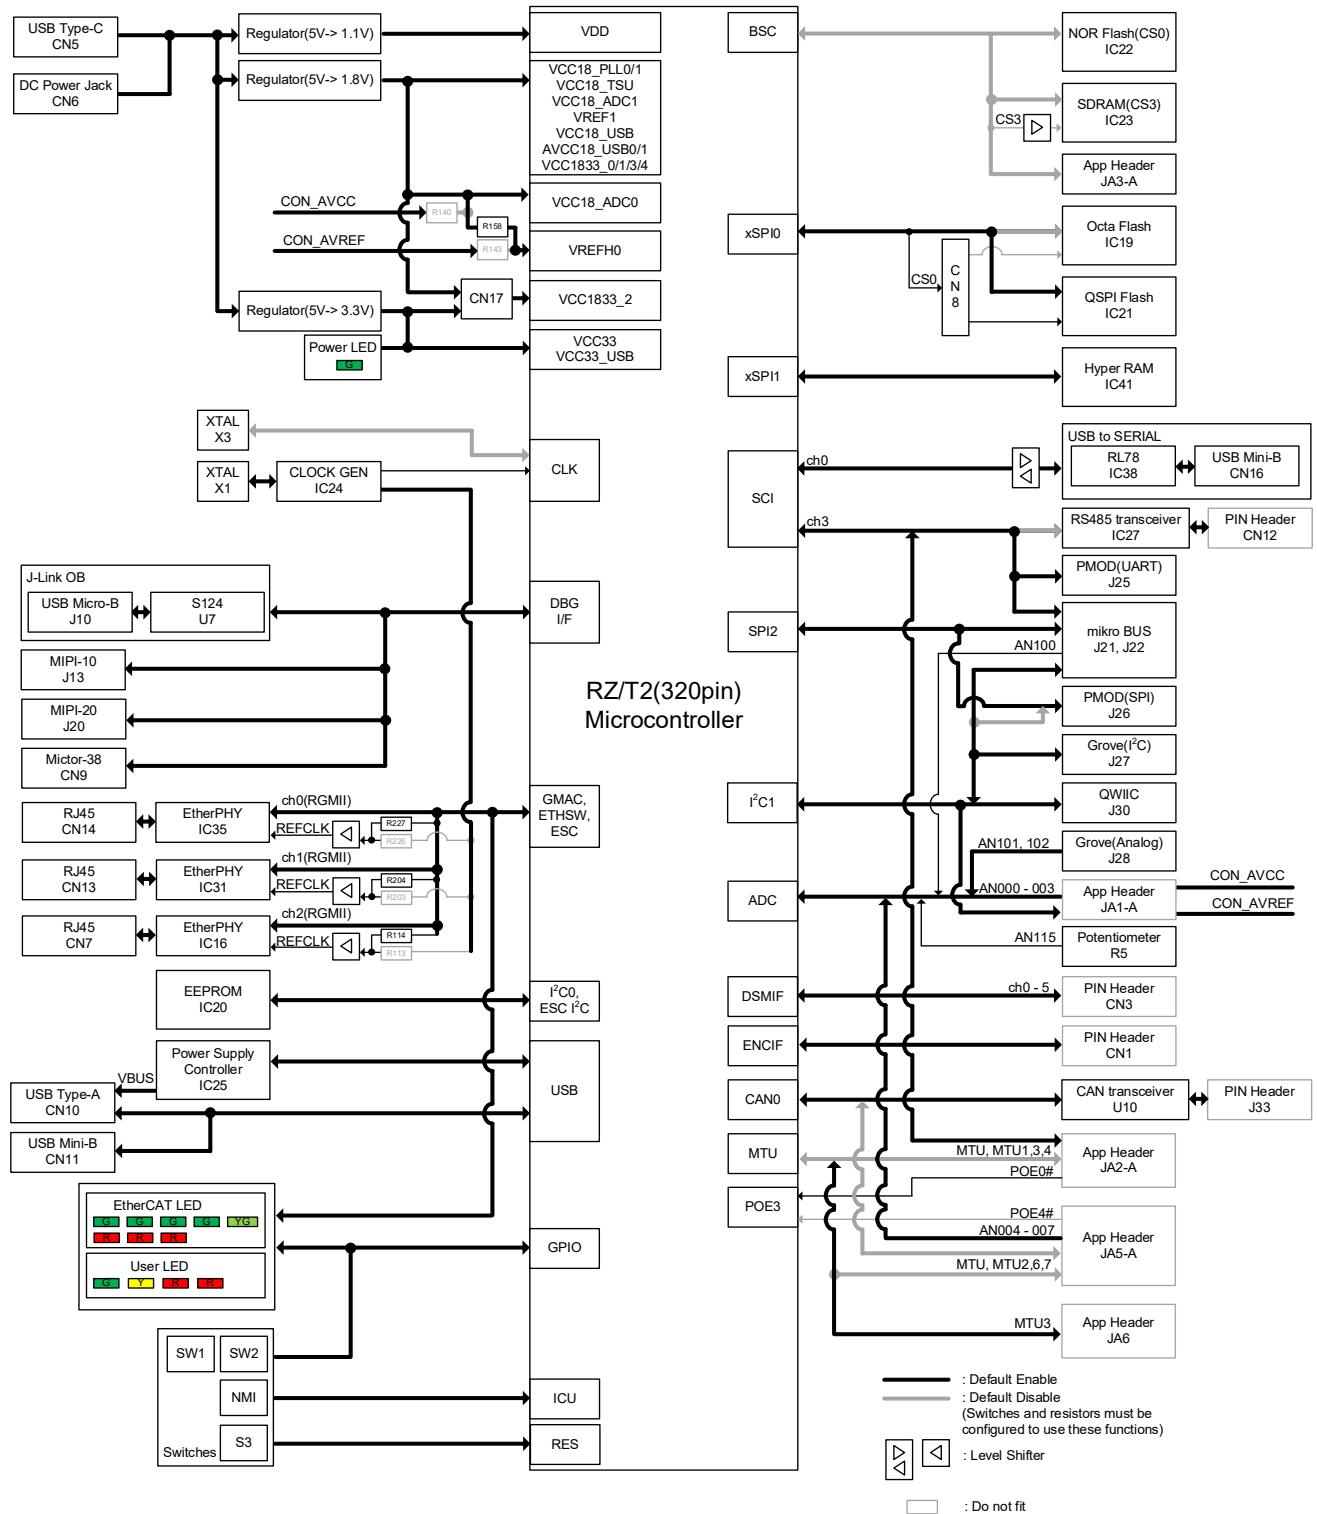 USB Type-C
CN5
DC Power Jack
CN6
Regulator(5V-> 1.1V)
Regulator(5V-> 1.8V)
VDD
VCC18_PLL0/1
VCC18_TSU
VCC18_ADC1
VREF1
VCC18_USB
AVCC18_USB0/1
VCC1833_0/1/3/4
CON_AVCC
R140
VCC18_ADC0
R158
CON_AVREF
R143
VREFH0
CN17
VCC1833_2
Regulator(5V-> 3.3V)
Power LED
G
VCC33
VCC33_USB
XTAL
X3
XTAL
X1
CLOCK GEN
IC24
CLK
J-Link OB
USB Micro-B
J10
S124
U7
DBG
I/F
MIPI-10
J13
MIPI-20
J20
Mictor-38
CN9
RJ45
CN14
EtherPHY
IC35
ch0(RGMII)
REFCLK
R227
R226
GMAC,
ETHSW,
ESC
RJ45
CN13
EtherPHY
IC31
ch1(RGMII)
REFCLK
R204
R203
RJ45
CN7
EtherPHY
IC16
ch2(RGMII)
REFCLK
R114
R113
EEPROM
IC20
I²C0,
ESC I²C
Power Supply
Controller
IC25
VBUS
USB Type-A
CN10
USB Mini-B
CN11
USB
EtherCAT LED
G G G G YG
R R R
User LED
G Y R R
GPIO
SW1 SW2
NMI
S3
Switches
ICU
RES
RZ/T2(320pin)
Microcontroller
BSC
NOR Flash(CS0)
IC22
SDRAM(CS3)
IC23
CS3
App Header
JA3-A
xSPI0
Octa Flash
IC19
CS0
C
N
8
QSPI Flash
IC21
xSPI1
Hyper RAM
IC41
SCI
ch0
USB to SERIAL
RL78
IC38
USB Mini-B
CN16
ch3
RS485 transceiver
IC27
PIN Header
CN12
PMOD(UART)
J25
SPI2
mikro BUS
J21, J22
AN100
PMOD(SPI)
J26
Grove(I²C)
J27
I²C1
QWIIC
J30
AN101, 102
Grove(Analog)
J28
ADC
AN000 - 003
App Header
JA1-A
CON_AVCC
CON_AVREF
AN115
Potentiometer
R5
DSMIF
ch0 - 5
PIN Header
CN3
ENCIF
PIN Header
CN1
CAN0
CAN transceiver
U10
PIN Header
J33
MTU
MTU, MTU1,3,4
App Header
JA2-A
POE0#
POE3
POE4#
AN004 - 007
App Header
JA5-A
MTU, MTU2,6,7
MTU3
App Header
JA6
: Default Enable
: Default Disable
(Switches and resistors must be
configured to use these functions)
: Level Shifter
: Do not fit